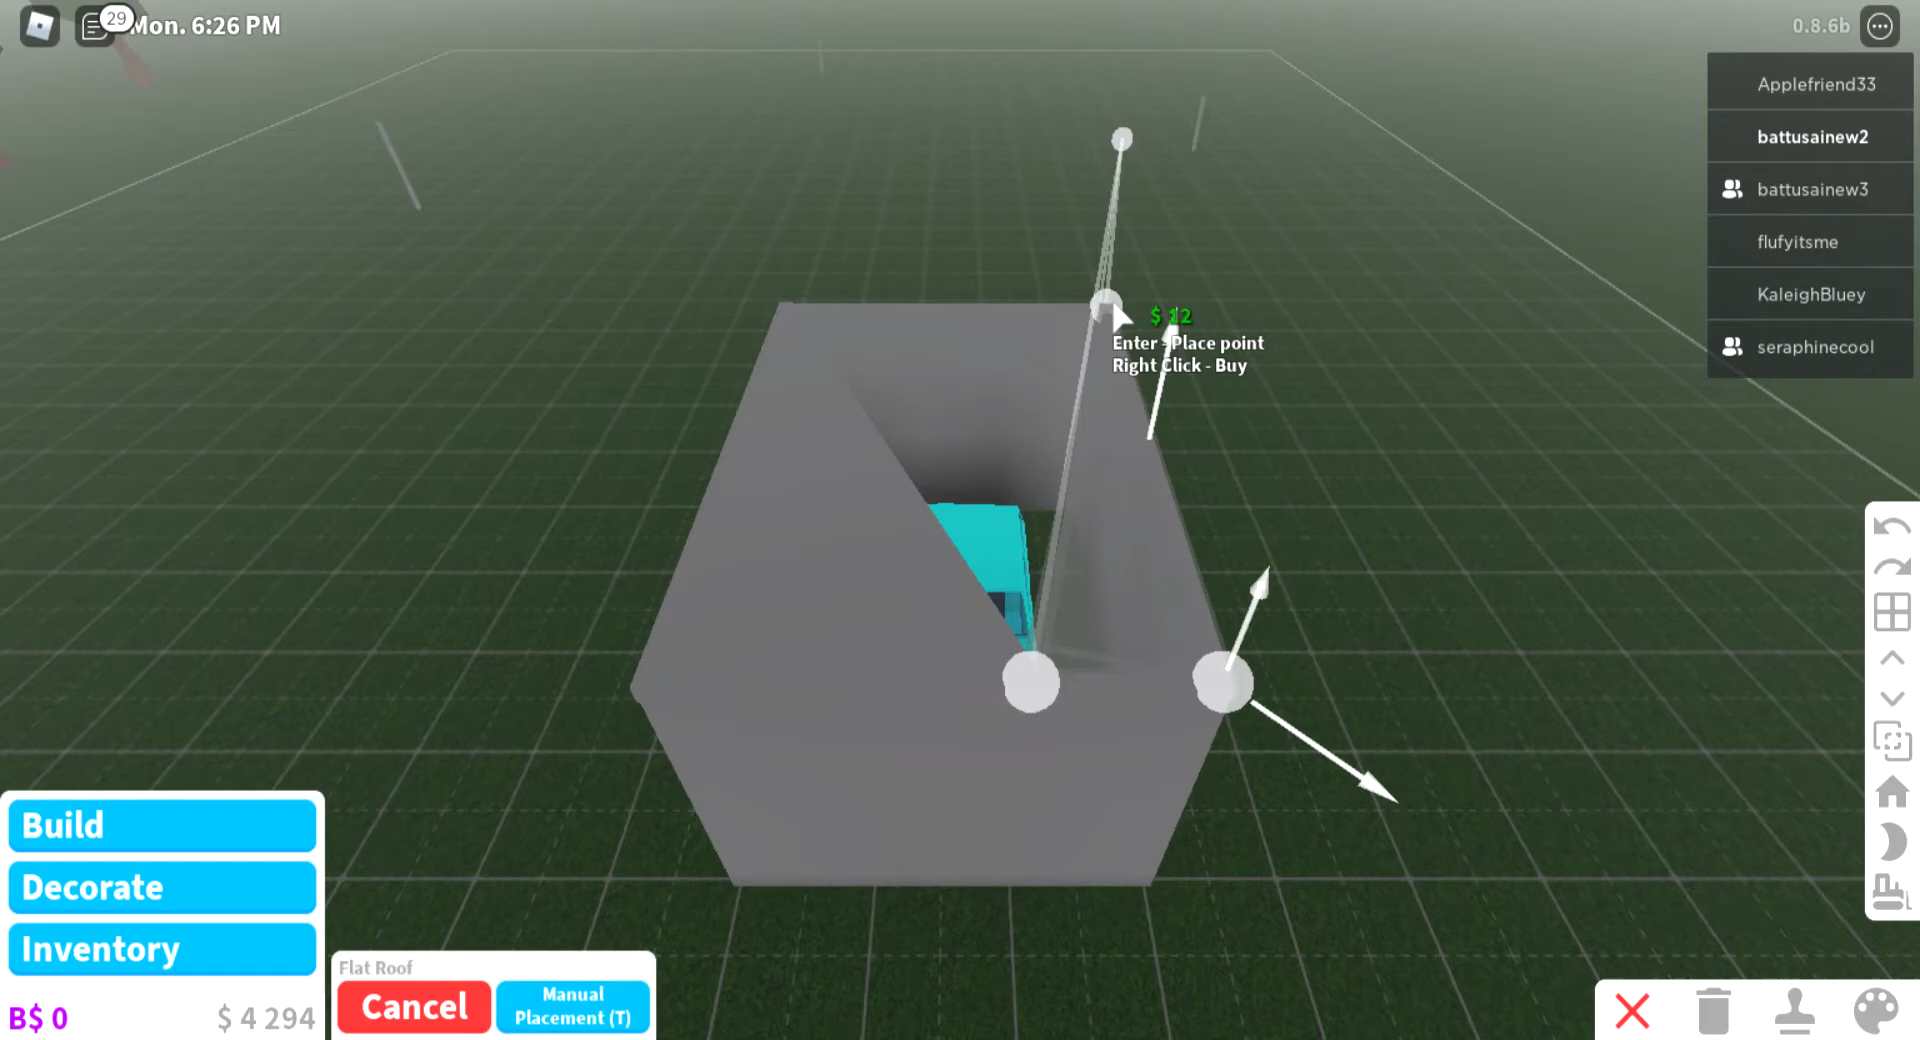 29
Mon. 6:26 PM
0.8.6b
Applefriend33
battusainew2
battusainew3
flufyitsme
KaleighBluey
seraphinecool
$ 12
Enter - Place point
Right Click - Buy
Build
Decorate
Inventory
B$ 0
$ 4 294
Flat Roof
Cancel
Manual
Placement (T)